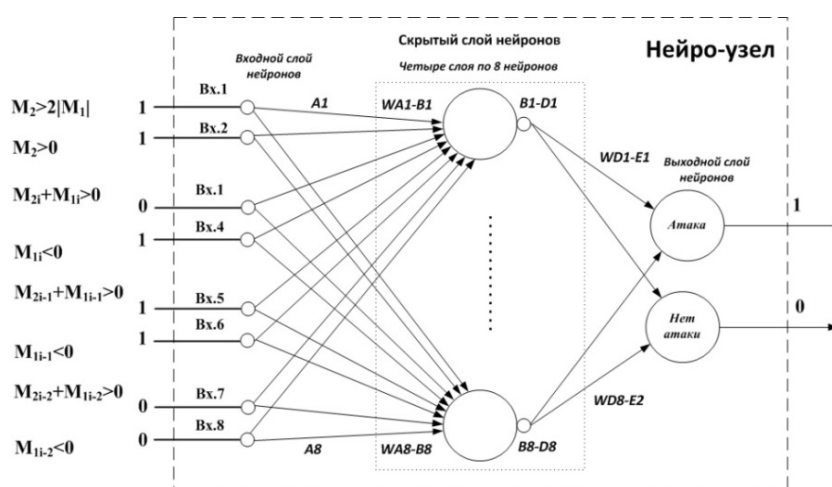 Нейро-узел
Скрытый слой нейронов
Четыре слоя по 8 нейронов
Входной слой
нейронов
Выходной слой
нейронов
M₂>2|M₁|
1
Вх.1
A1
WA1-B1
B1-D1
M₂>0
1
Вх.2
WD1-E1
M₂ᵢ+M₁ᵢ>0
0
Вх.1
Атака
1
M₁ᵢ<0
1
Вх.4
M₂ᵢ₋₁+M₁ᵢ₋₁>0
1
Вх.5
Нет
атаки
0
M₁ᵢ₋₁<0
1
Вх.6
M₂ᵢ₋₂+M₁ᵢ₋₂>0
0
Вх.7
WD8-E2
M₁ᵢ₋₂<0
0
Вх.8
A8
WA8-B8
B8-D8